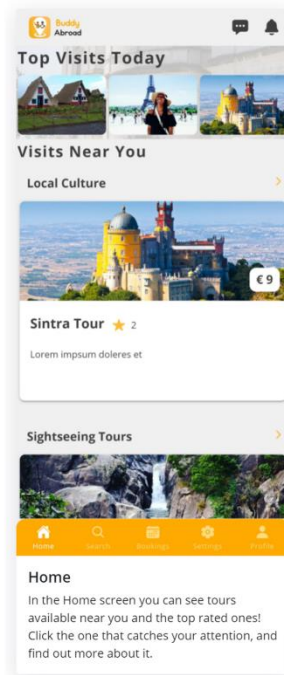 Buddy
Abroad
Top Visits Today
Visits Near You
Local Culture
€ 9
Sintra Tour 2
Lorem impsum doleres et
Sightseeing Tours
Home Search Bookings Settings Profile
Home
In the Home screen you can see tours
available near you and the top rated ones!
Click the one that catches your attention, and
find out more about it.